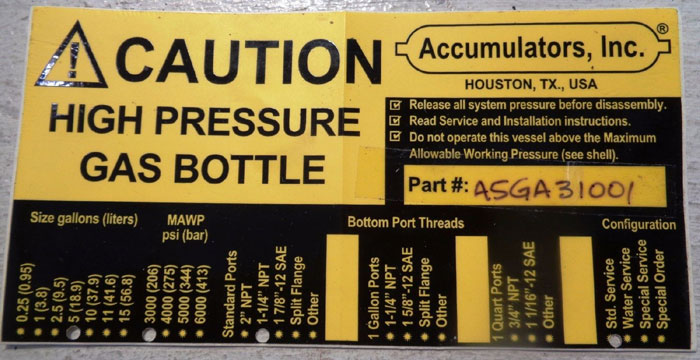 CAUTION
HIGH PRESSURE
GAS BOTTLE
Accumulators, Inc. ®
HOUSTON, TX., USA
Release all system pressure before disassembly.
Read Service and Installation instructions.
Do not operate this vessel above the Maximum
Allowable Working Pressure (see shell).
Part #: ASGA31001
Size gallons (liters)
0.25 (0.95)
1 (3.8)
2.5 (9.5)
5 (18.9)
10 (37.9)
11 (41.6)
15 (56.8)
MAWP
psi (bar)
3000 (206)
4000 (275)
5000 (344)
6000 (413)
Bottom Port Threads
Standard Ports
2" NPT
1-1/4" NPT
1 7/8"-12 SAE
Split Flange
Other
1 Gallon Ports
1-1/4" NPT
1 5/8"-12 SAE
Split Flange
Other
1 Quart Ports
3/4" NPT
1 1/16"-12 SAE
Other
Configuration
Std. Service
Water Service
Special Service
Special Order